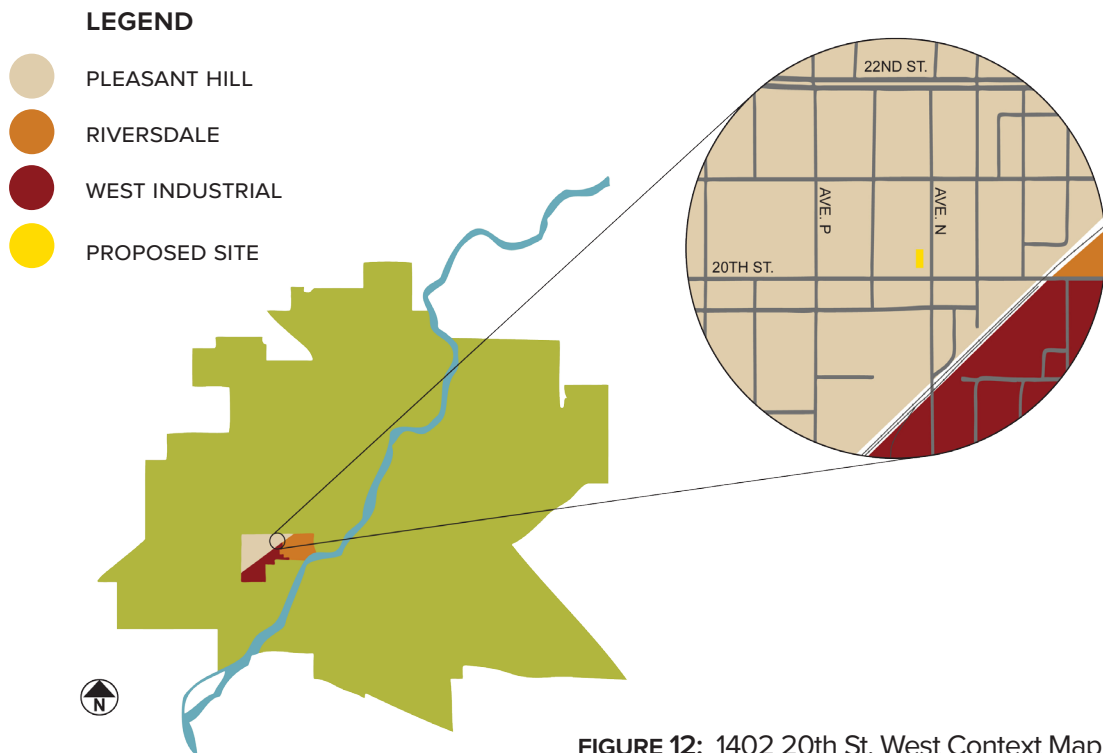 LEGEND
PLEASANT HILL
RIVERSDALE
WEST INDUSTRIAL
PROPOSED SITE
22ND ST.
AVE. P
AVE. N
20TH ST.
N
FIGURE 12: 1402 20th St. West Context Map